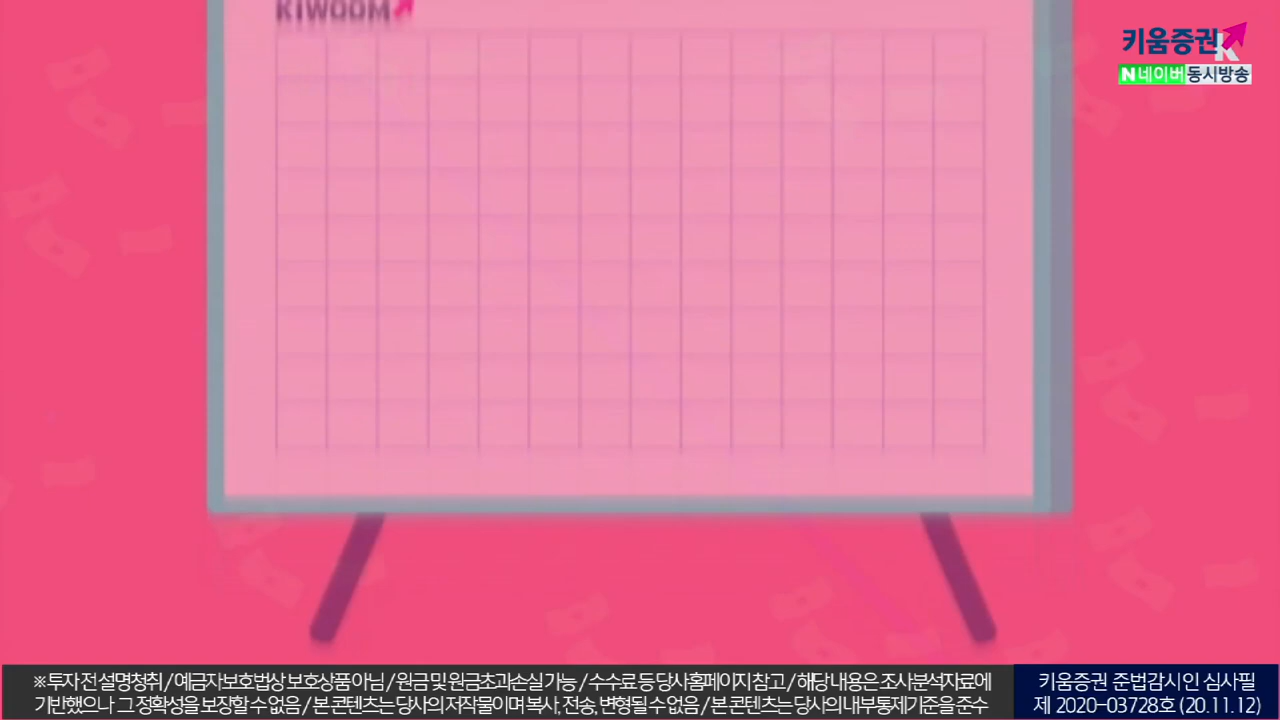 KIWOOM
키움증권
N 네이버 동시방송
※ 투자 전 설명청취 / 예금자보호법상 보호상품 아님 / 원금 및 원금초과손실 가능 / 수수료 등 당사홈페이지 참고 / 해당 내용은 조사분석자료에
기반했으나 그 정확성을 보장할 수 없음 / 본 콘텐츠는 당사의 저작물이며 복사, 전송, 변형될 수 없음 / 본 콘텐츠는 당사의 내부통제기준을 준수
키움증권 준법감시인 심사필
제 2020-03728호 (20.11.12)